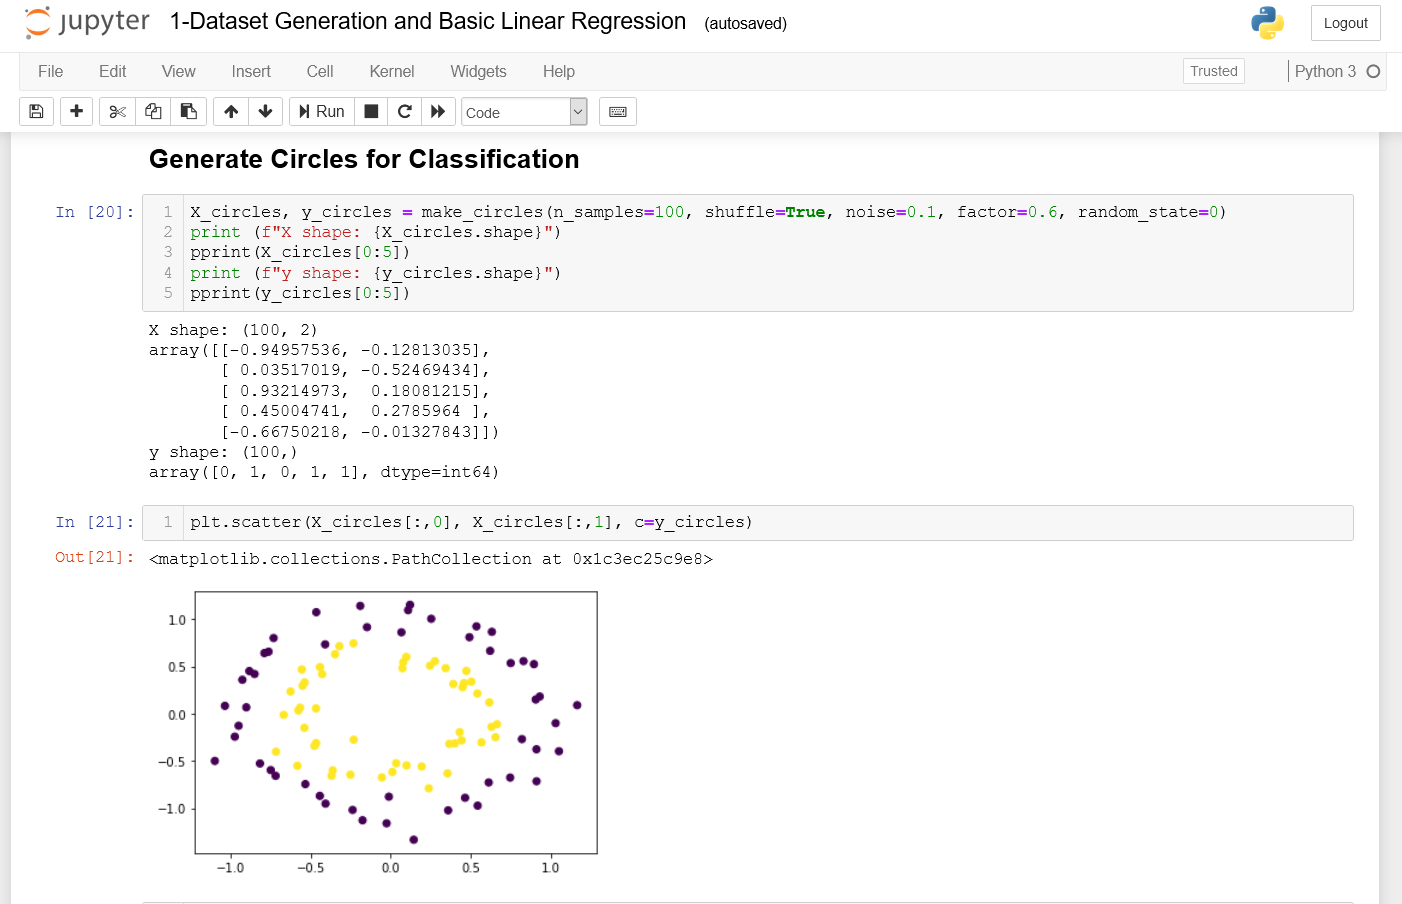 jupyter 1-Dataset Generation and Basic Linear Regression (autosaved)
Logout
File Edit View Insert Cell Kernel Widgets Help
Trusted
Python 3
Run
Code
Generate Circles for Classification
In [20]:
1 X_circles, y_circles = make_circles(n_samples=100, shuffle=True, noise=0.1, factor=0.6, random_state=0)
2 print (f"X shape: {X_circles.shape}")
3 pprint(X_circles[0:5])
4 print (f"y shape: {y_circles.shape}")
5 pprint(y_circles[0:5])
X shape: (100, 2)
array([[-0.94957536, -0.12813035],
[ 0.03517019, -0.52469434],
[ 0.93214973,  0.18081215],
[ 0.45004741,  0.2785964 ],
[-0.66750218, -0.01327843]])
y shape: (100,)
array([0, 1, 0, 1, 1], dtype=int64)
In [21]:
1 plt.scatter(X_circles[:,0], X_circles[:,1], c=y_circles)
Out[21]: <matplotlib.collections.PathCollection at 0x1c3ec25c9e8>
1.0
0.5
0.0
−0.5
−1.0
−1.0 −0.5 0.0 0.5 1.0